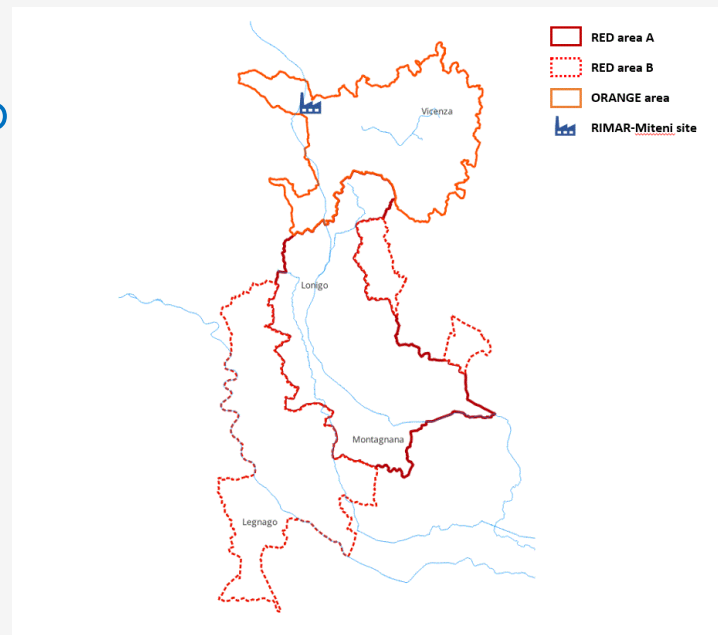 RED area A
RED area B
ORANGE area
RIMAR-Miteni site
Vicenza
Lonigo
Montagnana
Legnago